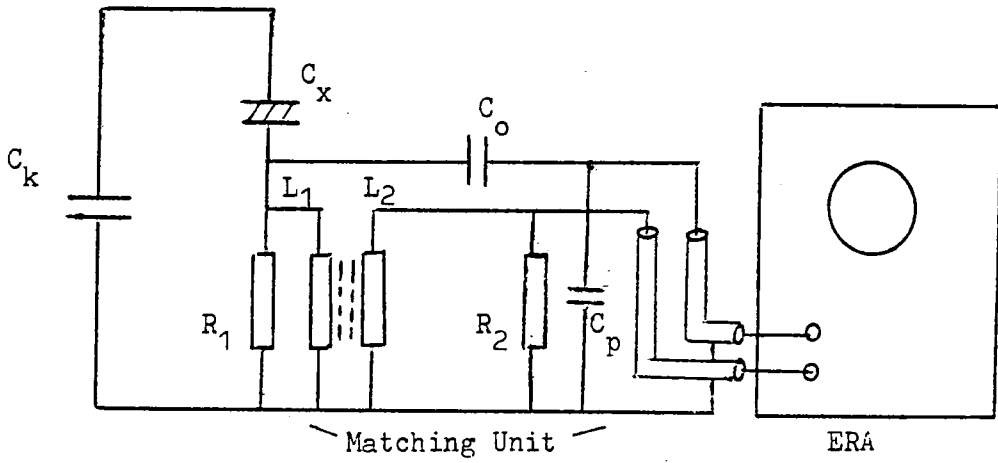 C_x
C_o
C_k
L_1
L_2
R_1
R_2
C_p
Matching Unit
ERA